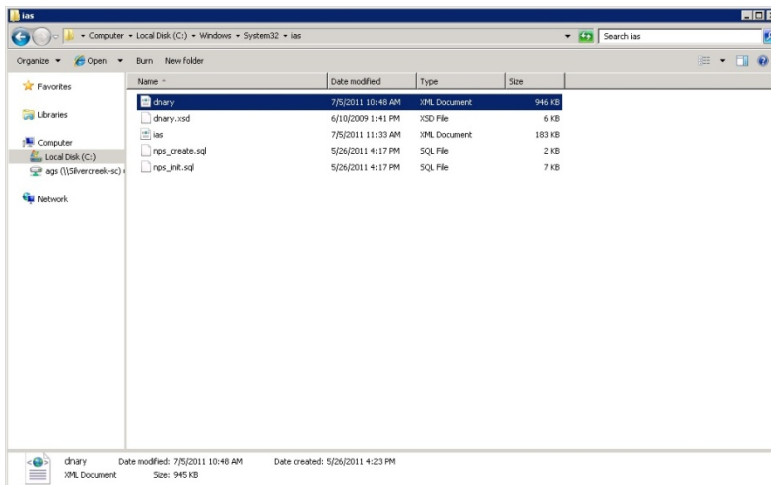 ias
Computer Local Disk (C:) Windows System32 ias
Search ias
Organize Open Burn New folder
Favorites
Libraries
Computer
Local Disk (C:)
ags (\\Silvercreek-sc)
Network
Name Date modified Type Size
dnary 7/5/2011 10:48 AM XML Document 946 KB
dnary.xsd 6/10/2009 1:41 PM XSD File 6 KB
ias 7/5/2011 11:33 AM XML Document 183 KB
nps_create.sql 5/26/2011 4:17 PM SQL File 2 KB
nps_init.sql 5/26/2011 4:17 PM SQL File 7 KB
dnary Date modified: 7/5/2011 10:48 AM Date created: 5/26/2011 4:23 PM
XML Document Size: 945 KB